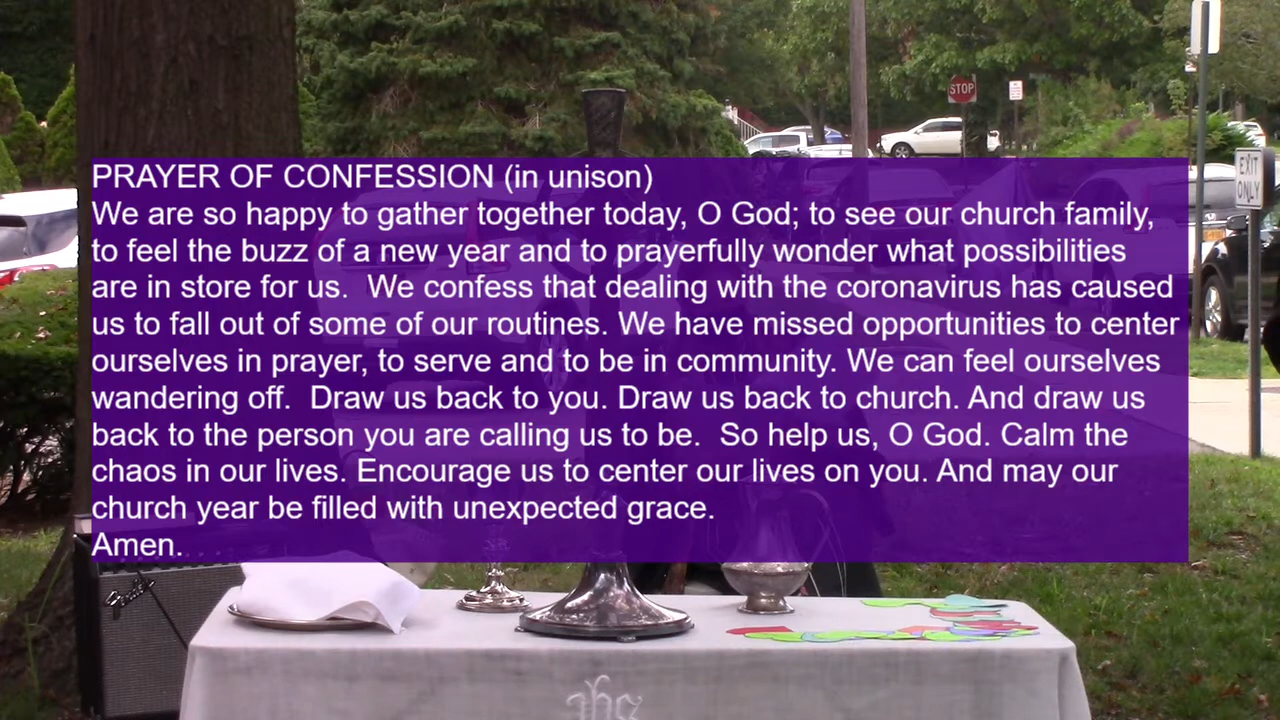 STOP
EXIT
ONLY
PRAYER OF CONFESSION (in unison)
We are so happy to gather together today, O God; to see our church family,
to feel the buzz of a new year and to prayerfully wonder what possibilities
are in store for us.  We confess that dealing with the coronavirus has caused
us to fall out of some of our routines. We have missed opportunities to center
ourselves in prayer, to serve and to be in community. We can feel ourselves
wandering off.  Draw us back to you. Draw us back to church. And draw us
back to the person you are calling us to be.  So help us, O God. Calm the
chaos in our lives. Encourage us to center our lives on you. And may our
church year be filled with unexpected grace.
Amen.
ihs